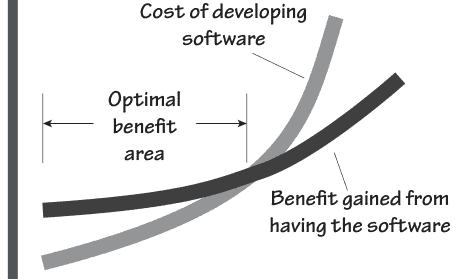 Cost of developing
software
Optimal
benefit
area
Benefit gained from
having the software